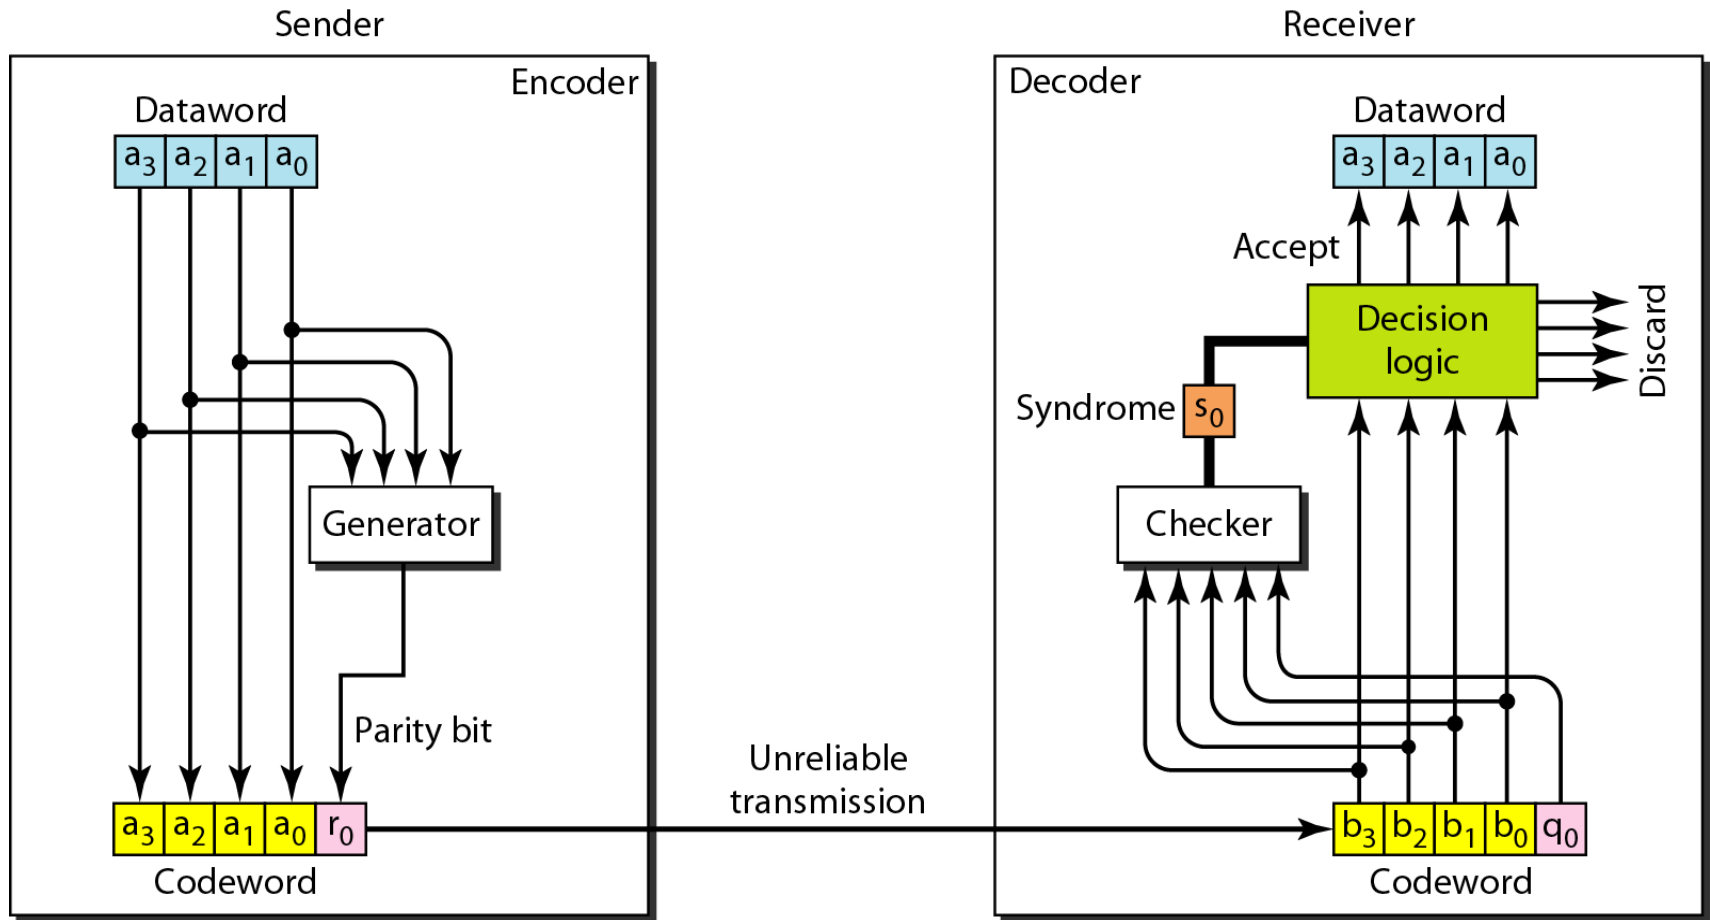 Sender
Encoder
Dataword
a3 a2 a1 a0
Generator
Parity bit
a3 a2 a1 a0 r0
Codeword
Unreliable
transmission
Receiver
Decoder
Dataword
a3 a2 a1 a0
Accept
Decision
logic
Discard
Syndrome s0
Checker
b3 b2 b1 b0 q0
Codeword